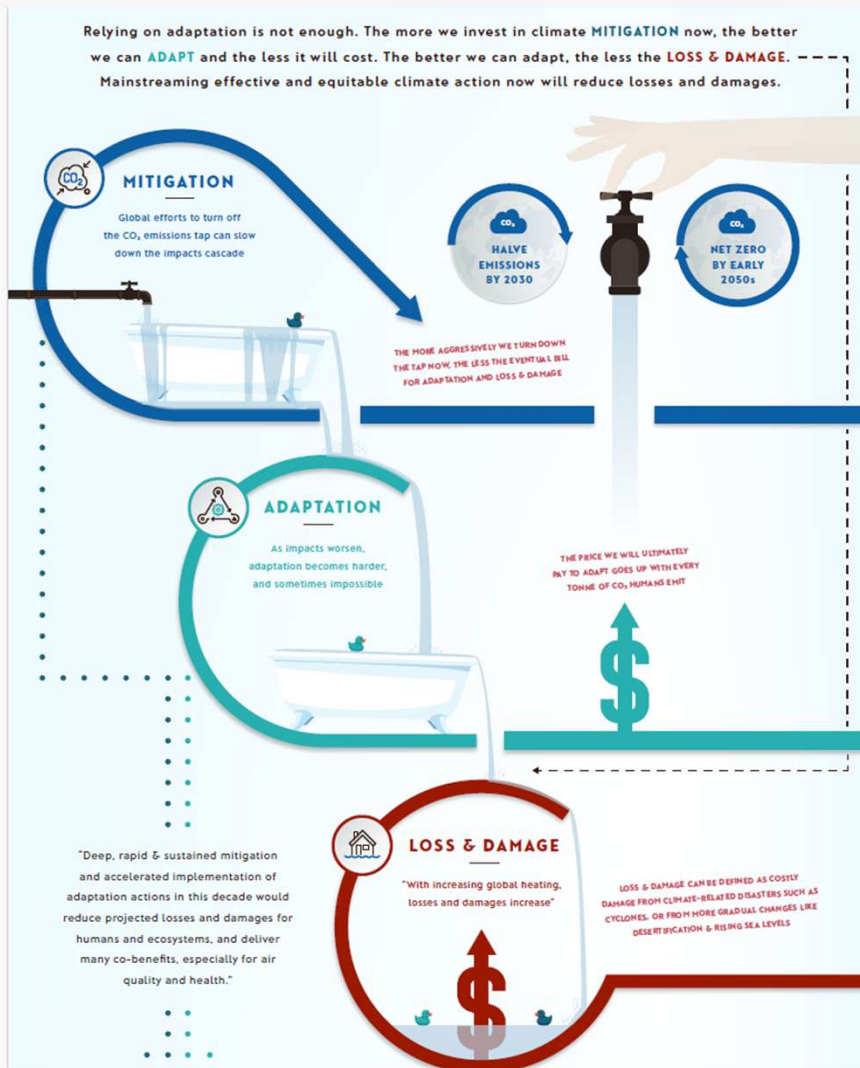 Relying on adaptation is not enough. The more we invest in climate MITIGATION now, the better
we can ADAPT and the less it will cost. The better we can adapt, the less the LOSS & DAMAGE.
Mainstreaming effective and equitable climate action now will reduce losses and damages.
CO₂
MITIGATION
Global efforts to turn off
the CO₂ emissions tap can slow
down the impacts cascade
CO₂
HALVE
EMISSIONS
BY 2030
CO₂
NET ZERO
BY EARLY
2050s
THE MORE AGGRESSIVELY WE TURN DOWN
THE TAP NOW, THE LESS THE EVENTUAL BILL
FOR ADAPTATION AND LOSS & DAMAGE
ADAPTATION
As impacts worsen,
adaptation becomes harder,
and sometimes impossible
THE PRICE WE WILL ULTIMATELY
PAY TO ADAPT GOES UP WITH EVERY
TONNE OF CO₂ HUMANS EMIT
$
LOSS & DAMAGE
"With increasing global heating,
losses and damages increase"
$
LOSS & DAMAGE CAN BE DEFINED AS COSTLY
DAMAGE FROM CLIMATE-RELATED DISASTERS SUCH AS
CYCLONES, OR FROM MORE GRADUAL CHANGES LIKE
DESERTIFICATION & RISING SEA LEVELS
"Deep, rapid & sustained mitigation
and accelerated implementation of
adaptation actions in this decade would
reduce projected losses and damages for
humans and ecosystems, and deliver
many co-benefits, especially for air
quality and health."